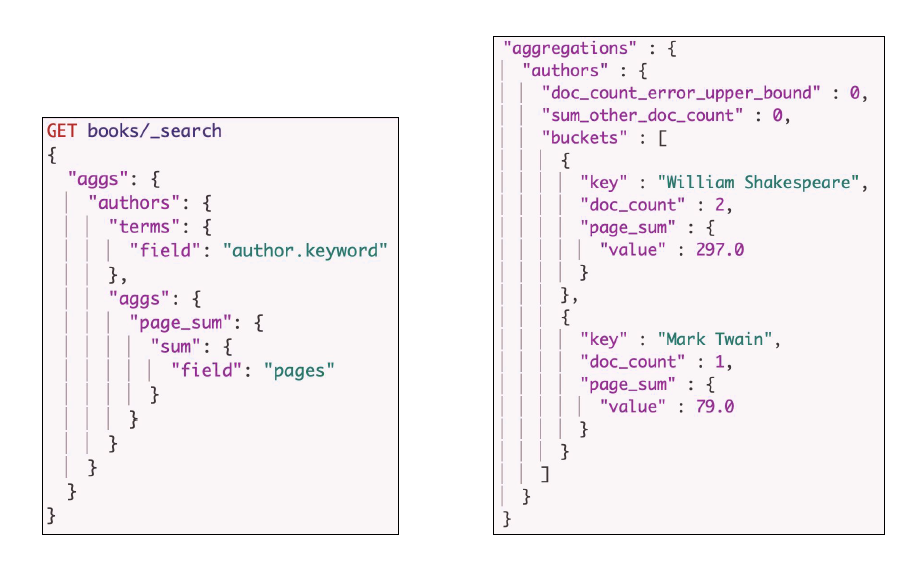 GET books/_search
{
  "aggs": {
    "authors": {
      "terms": {
        "field": "author.keyword"
      },
      "aggs": {
        "page_sum": {
          "sum": {
            "field": "pages"
          }
        }
      }
    }
  }
}
"aggregations" : {
  "authors" : {
    "doc_count_error_upper_bound" : 0,
    "sum_other_doc_count" : 0,
    "buckets" : [
      {
        "key" : "William Shakespeare",
        "doc_count" : 2,
        "page_sum" : {
          "value" : 297.0
        }
      },
      {
        "key" : "Mark Twain",
        "doc_count" : 1,
        "page_sum" : {
          "value" : 79.0
        }
      }
    ]
  }
}